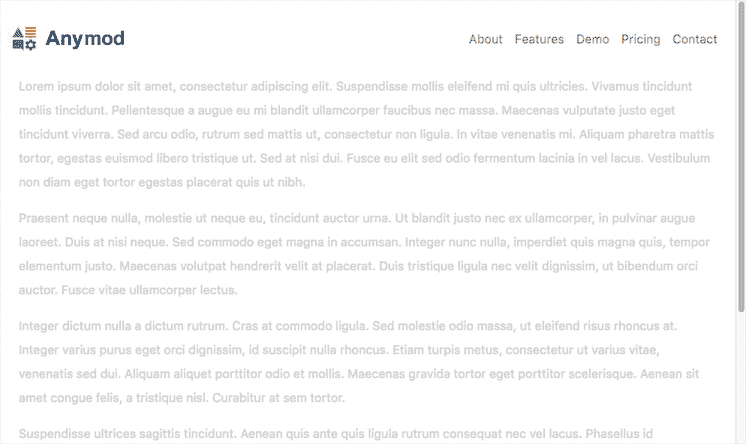 Anymod
About Features Demo Pricing Contact
Lorem ipsum dolor sit amet, consectetur adipiscing elit. Suspendisse mollis eleifend mi quis ultricies. Vivamus tincidunt
mollis tincidunt. Pellentesque a augue eu mi blandit ullamcorper faucibus nec massa. Maecenas vulputate justo eget
tincidunt viverra. Sed arcu odio, rutrum sed mattis ut, consectetur non ligula. In vitae venenatis mi. Aliquam pharetra mattis
tortor, egestas euismod libero tristique ut. Sed at nisi dui. Fusce eu elit sed odio fermentum lacinia in vel lacus. Vestibulum
non diam eget tortor egestas placerat quis ut nibh.
Praesent neque nulla, molestie ut neque eu, tincidunt auctor urna. Ut blandit justo nec ex ullamcorper, in pulvinar augue
laoreet. Duis at nisi neque. Sed commodo eget magna in accumsan. Integer nunc nulla, imperdiet quis magna quis, tempor
elementum justo. Maecenas volutpat hendrerit velit at placerat. Duis tristique ligula nec velit dignissim, ut bibendum orci
auctor. Fusce vitae ullamcorper lectus.
Integer dictum nulla a dictum rutrum. Cras at commodo ligula. Sed molestie odio massa, ut eleifend risus rhoncus at.
Integer varius purus eget orci dignissim, id suscipit nulla rhoncus. Etiam turpis metus, consectetur ut varius vitae,
venenatis sed dui. Aliquam aliquet porttitor odio et mollis. Maecenas gravida tortor eget porttitor scelerisque. Aenean sit
amet congue felis, a tristique nisl. Curabitur at sem tortor.
Suspendisse ultrices sagittis tincidunt. Aenean quis ante quis ligula rutrum consequat nec vel lacus. Phasellus id